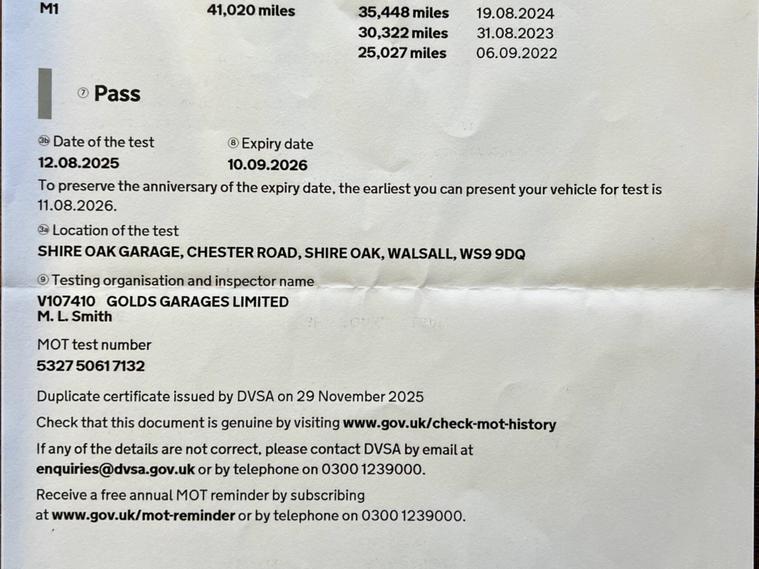 M1 41,020 miles 35,448 miles 19.08.2024
30,322 miles 31.08.2023
25,027 miles 06.09.2022
⑦ Pass
3b Date of the test ⑧ Expiry date
12.08.2025 10.09.2026
To preserve the anniversary of the expiry date, the earliest you can present your vehicle for test is
11.08.2026.
3a Location of the test
SHIRE OAK GARAGE, CHESTER ROAD, SHIRE OAK, WALSALL, WS9 9DQ
⑨ Testing organisation and inspector name
V107410 GOLDS GARAGES LIMITED
M. L. Smith
MOT test number
5327 5061 7132
Duplicate certificate issued by DVSA on 29 November 2025
Check that this document is genuine by visiting www.gov.uk/check-mot-history
If any of the details are not correct, please contact DVSA by email at
enquiries@dvsa.gov.uk or by telephone on 0300 1239000.
Receive a free annual MOT reminder by subscribing
at www.gov.uk/mot-reminder or by telephone on 0300 1239000.